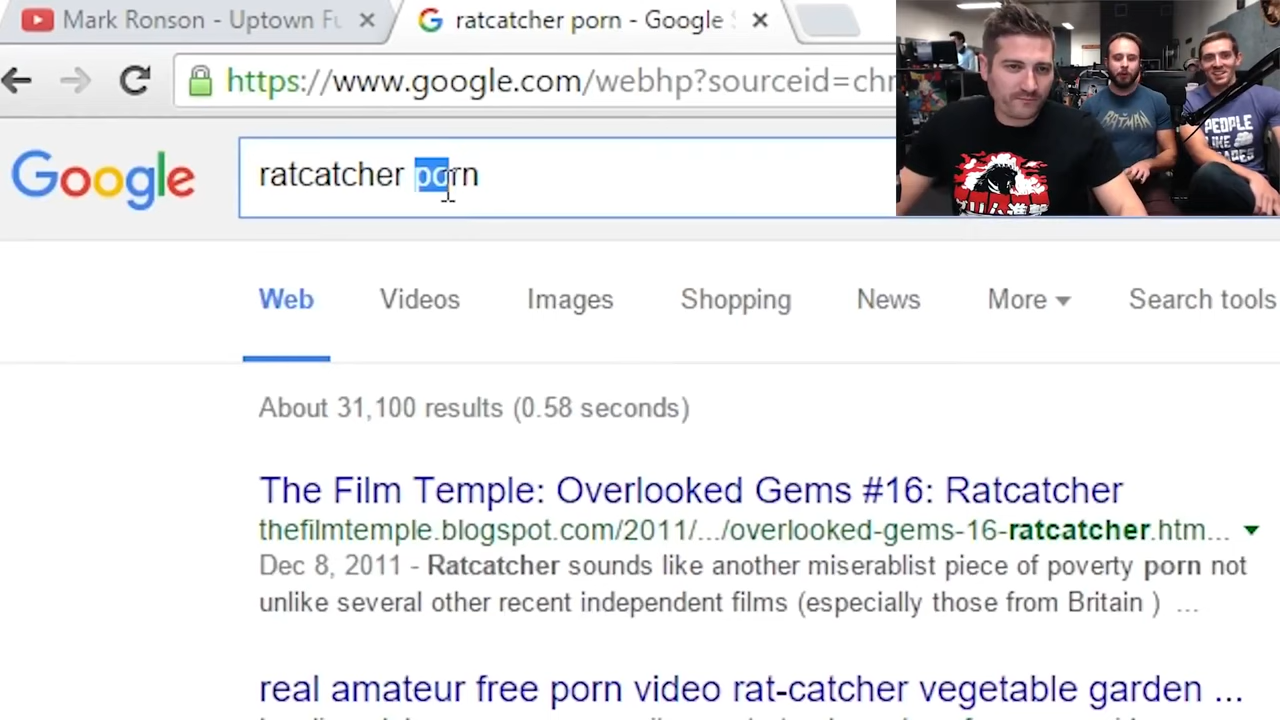 Mark Ronson - Uptown Fu
ratcatcher porn - Google S
https://www.google.com/webhp?sourceid=chr
Google
ratcatcher porn
Web Videos Images Shopping News More Search tools
About 31,100 results (0.58 seconds)
The Film Temple: Overlooked Gems #16: Ratcatcher
thefilmtemple.blogspot.com/2011/.../overlooked-gems-16-ratcatcher.htm...
Dec 8, 2011 - Ratcatcher sounds like another miserablist piece of poverty porn not
unlike several other recent independent films (especially those from Britain ) ...
real amateur free porn video rat-catcher vegetable garden ...
BATMAN
PEOPLE
LIKE